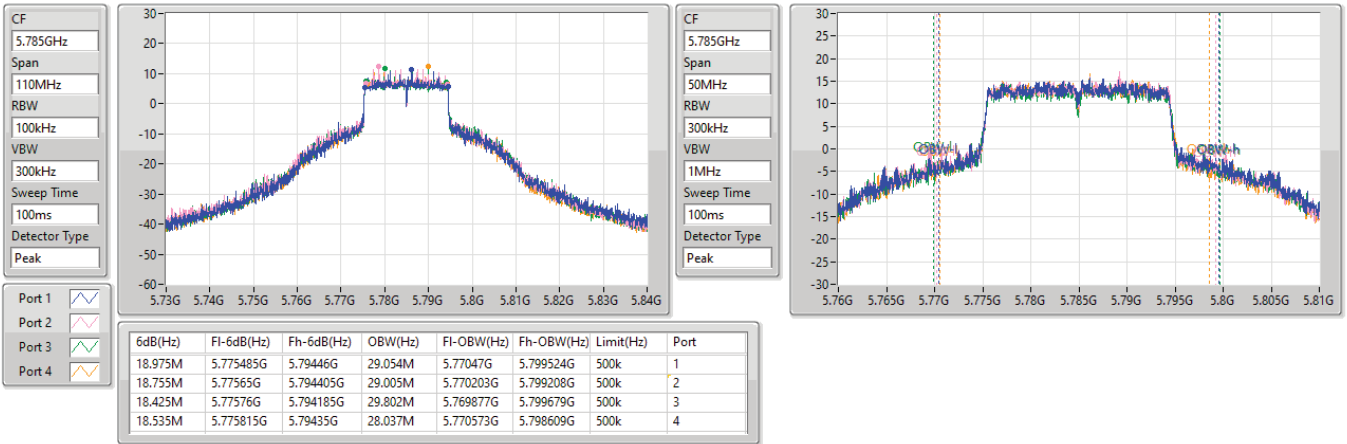 CF
5.785GHz
Span
110MHz
RBW
100kHz
VBW
300kHz
Sweep Time
100ms
Detector Type
Peak
Port 1
Port 2
Port 3
Port 4
30
20
10
0
-10
-20
-30
-40
-50
-60
5.73G 5.74G 5.75G 5.76G 5.77G 5.78G 5.79G 5.8G 5.81G 5.82G 5.83G 5.84G
CF
5.785GHz
Span
50MHz
RBW
300kHz
VBW
1MHz
Sweep Time
100ms
Detector Type
Peak
30
25
20
15
10
5
0
-5
-10
-15
-20
-25
-30
OBW-h
5.76G 5.765G 5.77G 5.775G 5.78G 5.785G 5.79G 5.795G 5.8G 5.805G 5.81G
6dB(Hz) Fl-6dB(Hz) Fh-6dB(Hz) OBW(Hz) Fl-OBW(Hz) Fh-OBW(Hz) Limit(Hz) Port
18.975M 5.775485G 5.79446G 29.054M 5.77047G 5.799524G 500k 1
18.755M 5.77565G 5.794405G 29.005M 5.770203G 5.799208G 500k 2
18.425M 5.77576G 5.794185G 29.802M 5.769877G 5.799679G 500k 3
18.535M 5.775815G 5.79435G 28.037M 5.770573G 5.798609G 500k 4